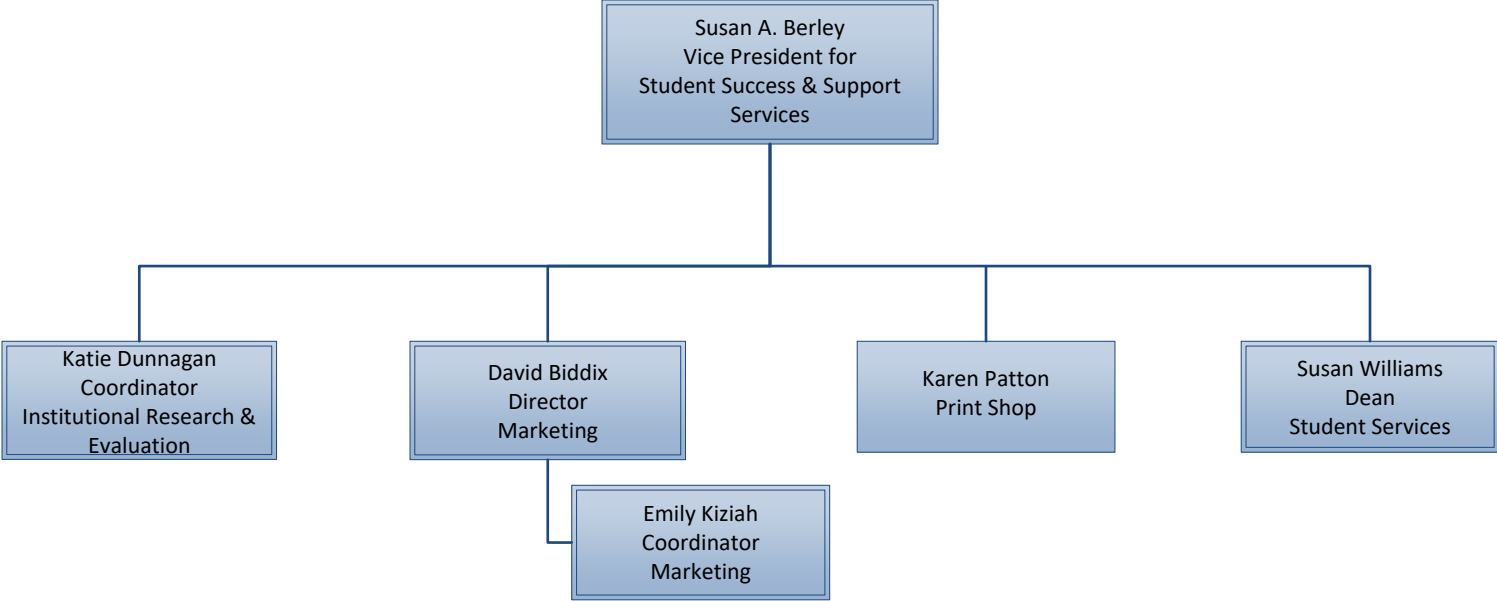 Susan A. Berley
Vice President for
Student Success & Support
Services
Katie Dunnagan
Coordinator
Institutional Research &
Evaluation
David Biddix
Director
Marketing
Karen Patton
Print Shop
Susan Williams
Dean
Student Services
Emily Kiziah
Coordinator
Marketing